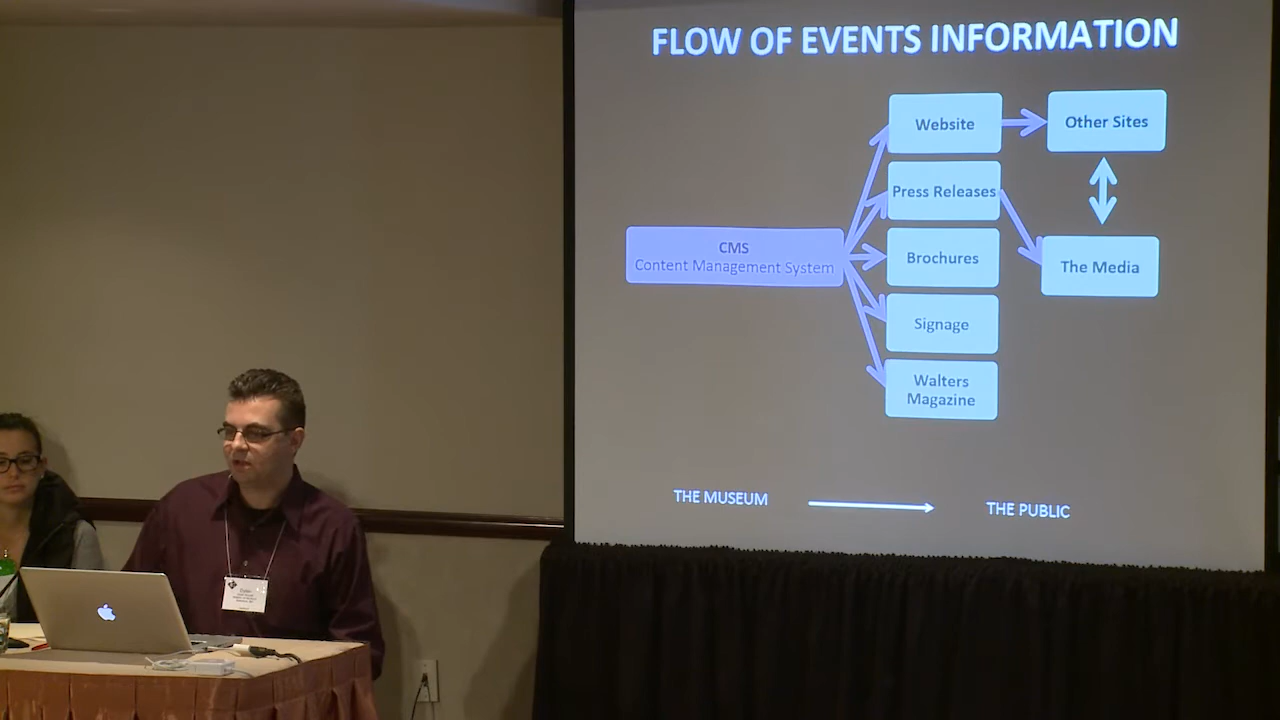 FLOW OF EVENTS INFORMATION
Website
Other Sites
Press Releases
CMS
Content Management System
Brochures
The Media
Signage
Walters
Magazine
THE MUSEUM
THE PUBLIC